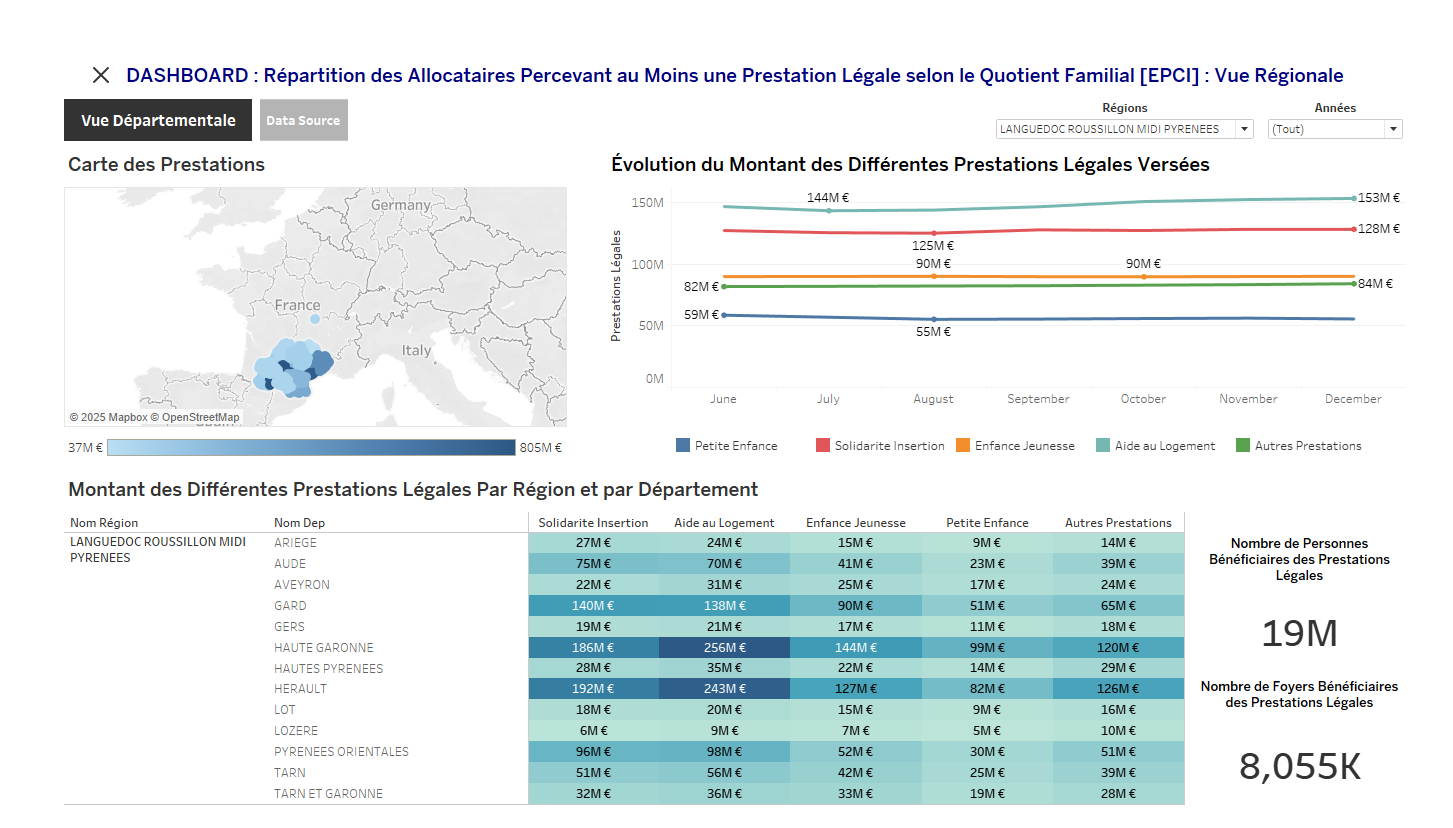 DASHBOARD : Répartition des Allocataires Percevant au Moins une Prestation Légale selon le Quotient Familial [EPCI] : Vue Régionale
Vue Départementale
Data Source
Régions
LANGUEDOC ROUSSILLON MIDI PYRENEES
Années
(Tout)
Carte des Prestations
Germany
France
Italy
Spain
© 2025 Mapbox © OpenStreetMap
37M €
805M €
Évolution du Montant des Différentes Prestations Légales Versées
Prestations Légales
150M
100M
50M
0M
144M €
153M €
125M €
128M €
90M €
90M €
82M €
84M €
59M €
55M €
June July August September October November December
Petite Enfance Solidarite Insertion Enfance Jeunesse Aide au Logement Autres Prestations
Montant des Différentes Prestations Légales Par Région et par Département
Nom Région Nom Dep Solidarite Insertion Aide au Logement Enfance Jeunesse Petite Enfance Autres Prestations
LANGUEDOC ROUSSILLON MIDI
PYRENEES
ARIEGE 27M € 24M € 15M € 9M € 14M €
AUDE 75M € 70M € 41M € 23M € 39M €
AVEYRON 22M € 31M € 25M € 17M € 24M €
GARD 140M € 138M € 90M € 51M € 65M €
GERS 19M € 21M € 17M € 11M € 18M €
HAUTE GARONNE 186M € 256M € 144M € 99M € 120M €
HAUTES PYRENEES 28M € 35M € 22M € 14M € 29M €
HERAULT 192M € 243M € 127M € 82M € 126M €
LOT 18M € 20M € 15M € 9M € 16M €
LOZERE 6M € 9M € 7M € 5M € 10M €
PYRENEES ORIENTALES 96M € 98M € 52M € 30M € 51M €
TARN 51M € 56M € 42M € 25M € 39M €
TARN ET GARONNE 32M € 36M € 33M € 19M € 28M €
Nombre de Personnes
Bénéficiaires des Prestations
Légales
19M
Nombre de Foyers Bénéficiaires
des Prestations Légales
8,055K